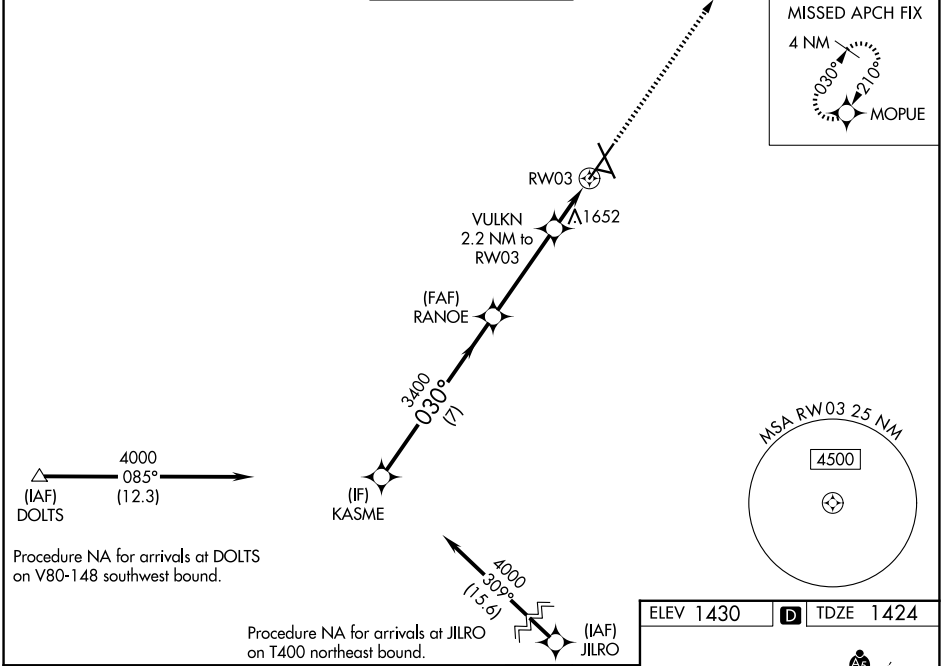 MISSED APCH FIX
4 NM
030°
210°
MOPUE
RW03
VULKN
2.2 NM to
RW03
1652
(FAF)
RANOE
3400
030°
(7)
MSA RW03 25 NM
4500
4000
085°
(12.3)
(IAF)
DOLTS
(IF)
KASME
Procedure NA for arrivals at DOLTS
on V80-148 southwest bound.
4000
309°
(15.6)
(IAF)
JILRO
Procedure NA for arrivals at JILRO
on T400 northeast bound.
ELEV 1430 D TDZE 1424
A5